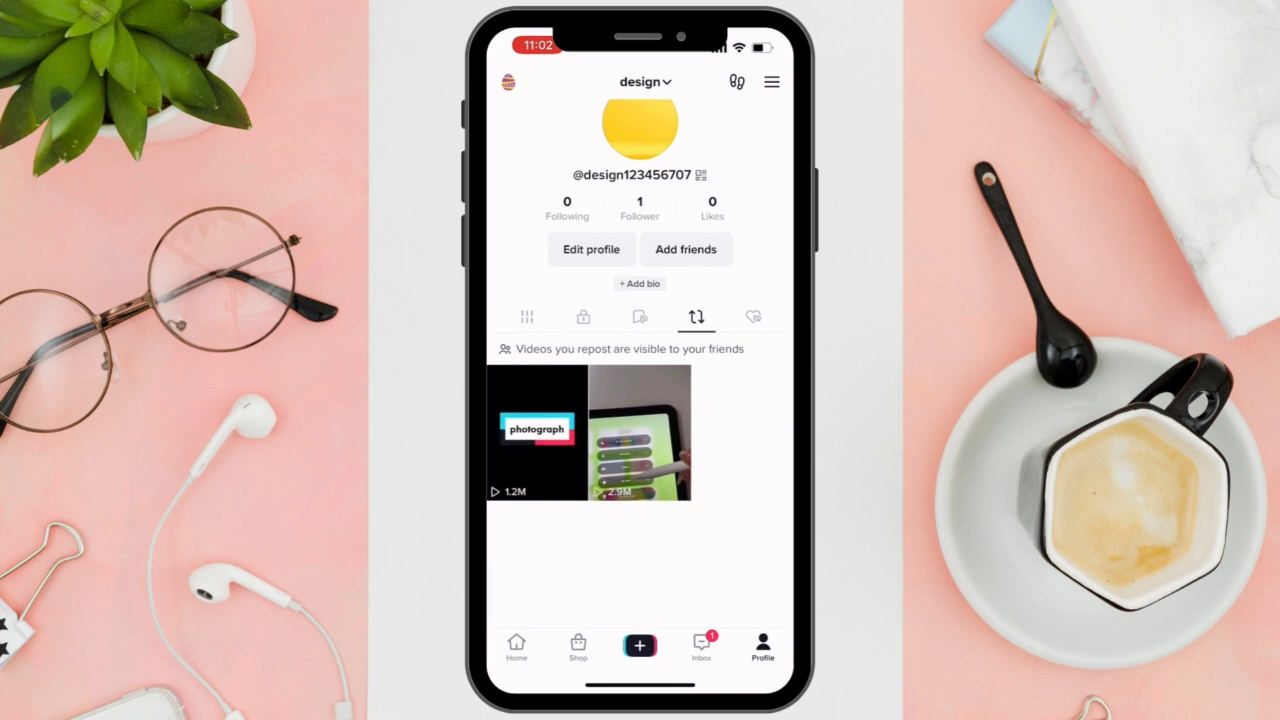 11:02
design
@design123456707
0 1 0
Following Follower Likes
Edit profile Add friends
+ Add bio
Videos you repost are visible to your friends
photograph
1.2M 2.9M
1
Home Shop Inbox Profile